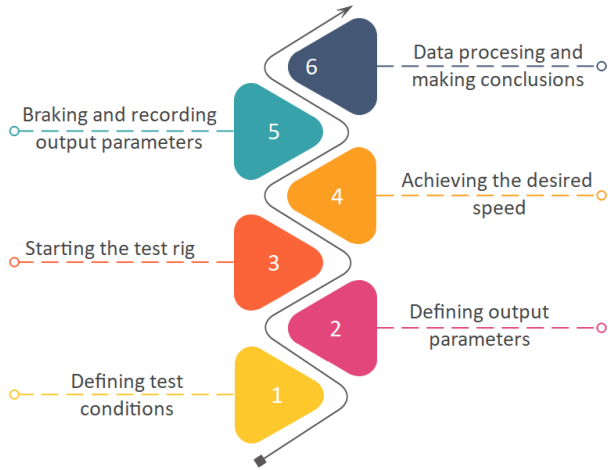 6
Data procesing and
making conclusions
Braking and recording
output parameters
5
4
Achieving the desired
speed
Starting the test rig
3
2
Defining output
parameters
Defining test
conditions
1